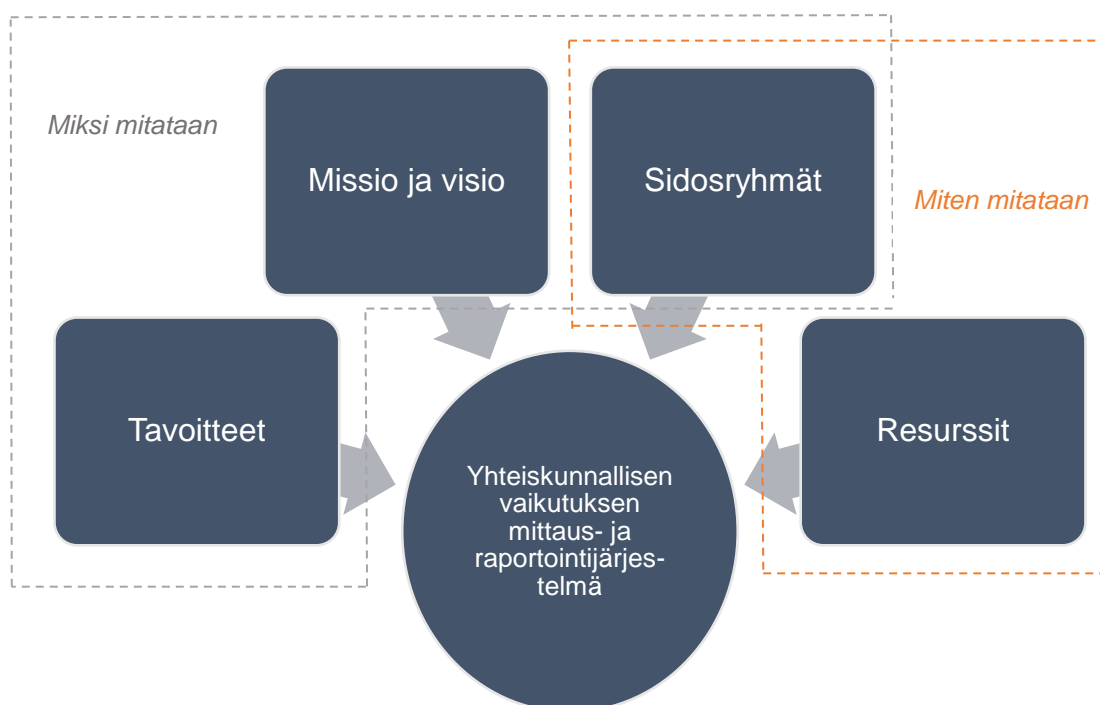 Miksi mitataan
Missio ja visio
Sidosryhmät
Miten mitataan
Tavoitteet
Resurssit
Yhteiskunnallisen
vaikutuksen
mittaus- ja
raportointijärjes-
telmä